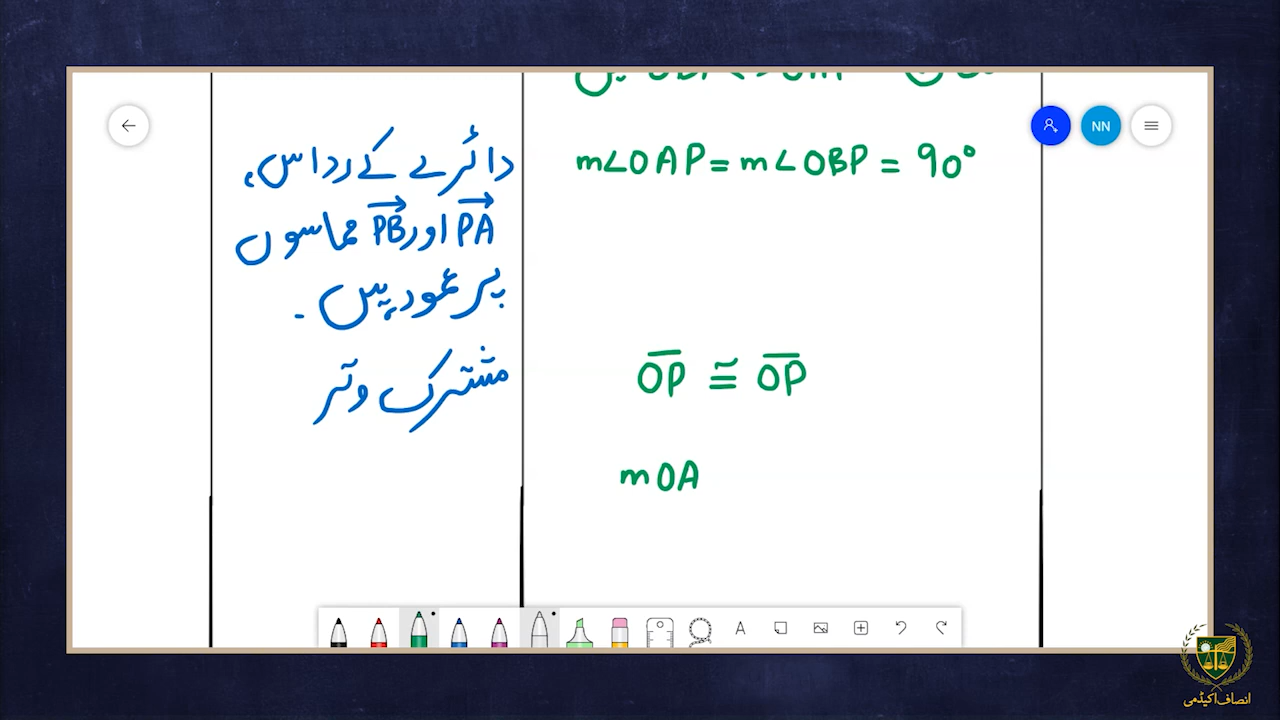 m∠OAP = m∠OBP = 90°
دائرے کے رداس،
PA اور PB مماسوں
پر عمود ہیں۔
OP ≅ OP
مشترک وتر
mOA
NN
A
انصاف اکیڈمی